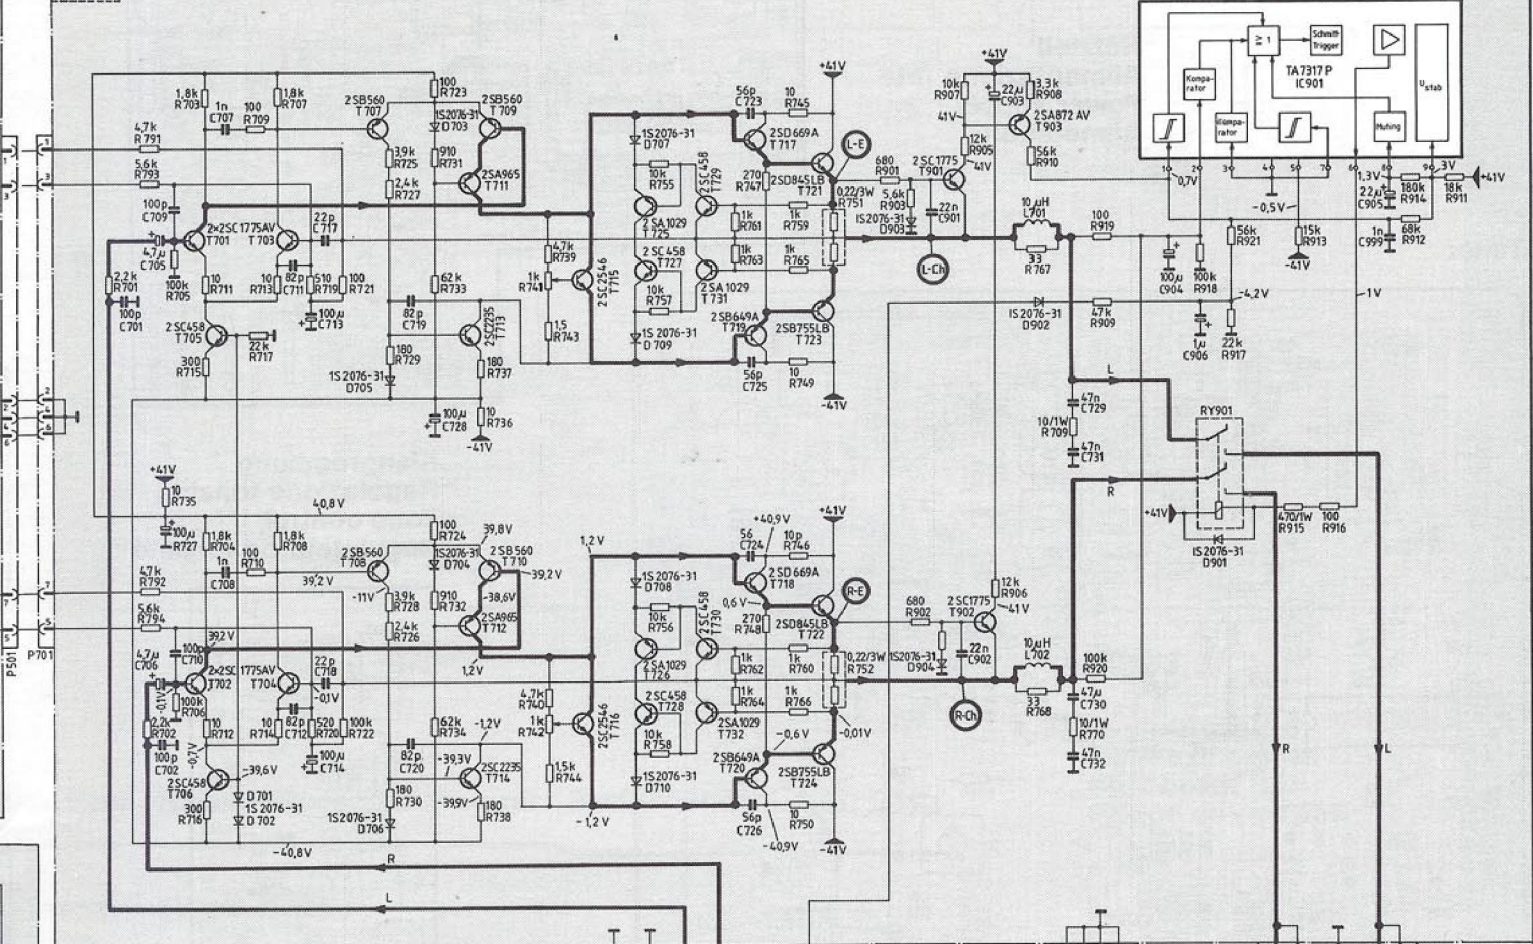 +41V
10k R907
22µ C903
3,3k R908
2SA872 AV T903
12k R905
41V
56k R910
Schmitt-Trigger
≥ 1
Kompa-rator
TA7317 P
IC901
Ustab
Muting
1 2 3 4 5 6 7 8 9
0,7V
-0,5V
1,3V
3V
22µ C905
180k R914
18k R911
+41V
1n C999
68k R912
56k R921
15k R913
-41V
100µ C904
100k R918
-4,2V
1µ C906
22k R917
1V
1,8k R703
1n C707
100 R709
1,8k R707
2SB560 T707
100 R723
1S2076-31 D703
2SB560 T709
4,7k R791
5,6k R793
3,9k R725
2,4k R727
910 R731
2SA965 T711
100p C709
4,7µ C705
2×2SC1775AV
T701
T703
22p C717
2,2k R701
100p C701
100k R705
10 R711
10 R713
82p C711
510 R719
100 R721
100µ C713
2SC458 T705
22k R717
300 R715
62k R733
82p C719
2SC2235 T713
180 R729
1S2076-31 D705
180 R737
100µ C728
10 R736
-41V
4,7k R739
1k R741
1,5 R743
2SC2546 T715
1S2076-31 D707
10k R755
2SA1029 T725
2SC458 T727
10k R757
1S2076-31 D709
2SC458 T729
2SA1029 T731
56p C723
10 R745
+41V
2SD669A T717
270 R747
2SD845LB T721
1k R761
1k R759
1k R763
1k R765
0,22/3W R751
2SB649A T719
2SB755LB T723
56p C725
10 R749
-41V
L-E
680 R901
2SC1775 T901
5,6k R903
1S2076-31 D903
22n C901
L-Ch
10µH L701
33 R767
100 R919
1S2076-31 D902
47k R909
L
47n C729
10/1W R709
47n C731
R
RY901
+41V
1S2076-31 D901
470/1W R915
100 R916
+41V
10 R735
40,8V
100µ R727
1,8k R704
1n C708
100 R710
1,8k R708
39,2V
2SB560 T708
-11V
100 R724
1S2076-31 D704
39,8V
2SB560 T710
39,2V
-38,6V
3,9k R728
2,4k R726
910 R732
2SA965 T712
1,2V
4,7k R792
5,6k R794
P501
P701
4,7µ C706
100p C710
39,2V
2×2SC1775AV
T702
T704
22p C718
-0,1V
-0,1V
100k R706
2,2k R702
100p C702
10 R712
10 R714
82p C712
520 R720
100k R722
-0,7V
100µ C714
-39,6V
2SC458 T706
D701
1S2076-31
D702
300 R716
62k R734
82p C720
-1,2V
-39,3V
2SC2235 T714
-39,9V
180 R730
1S2076-31 D706
180 R738
-40,8V
4,7k R740
1k R742
1,5k R744
2SC2546 T716
1,2V
-1,2V
1S2076-31 D708
10k R756
2SA1029 T726
2SC458 T728
10k R758
1S2076-31 D710
2SC458 T730
2SA1029 T732
56 C724
+40,9V
10p R746
+41V
2SD669A T718
0,6V
270 R748
2SD845LB T722
1k R762
1k R760
1k R764
1k R766
0,22/3W R752
-0,01V
-0,6V
2SB649A T720
2SB755LB T724
56p C726
10 R750
-40,9V
-41V
R-E
680 R902
2SC1775 T902
12k R906
41V
1S2076-31 D904
22n C902
R-Ch
10µH L702
33 R768
100k R920
47µ C730
10/1W R770
47n C732
R
L
R
L